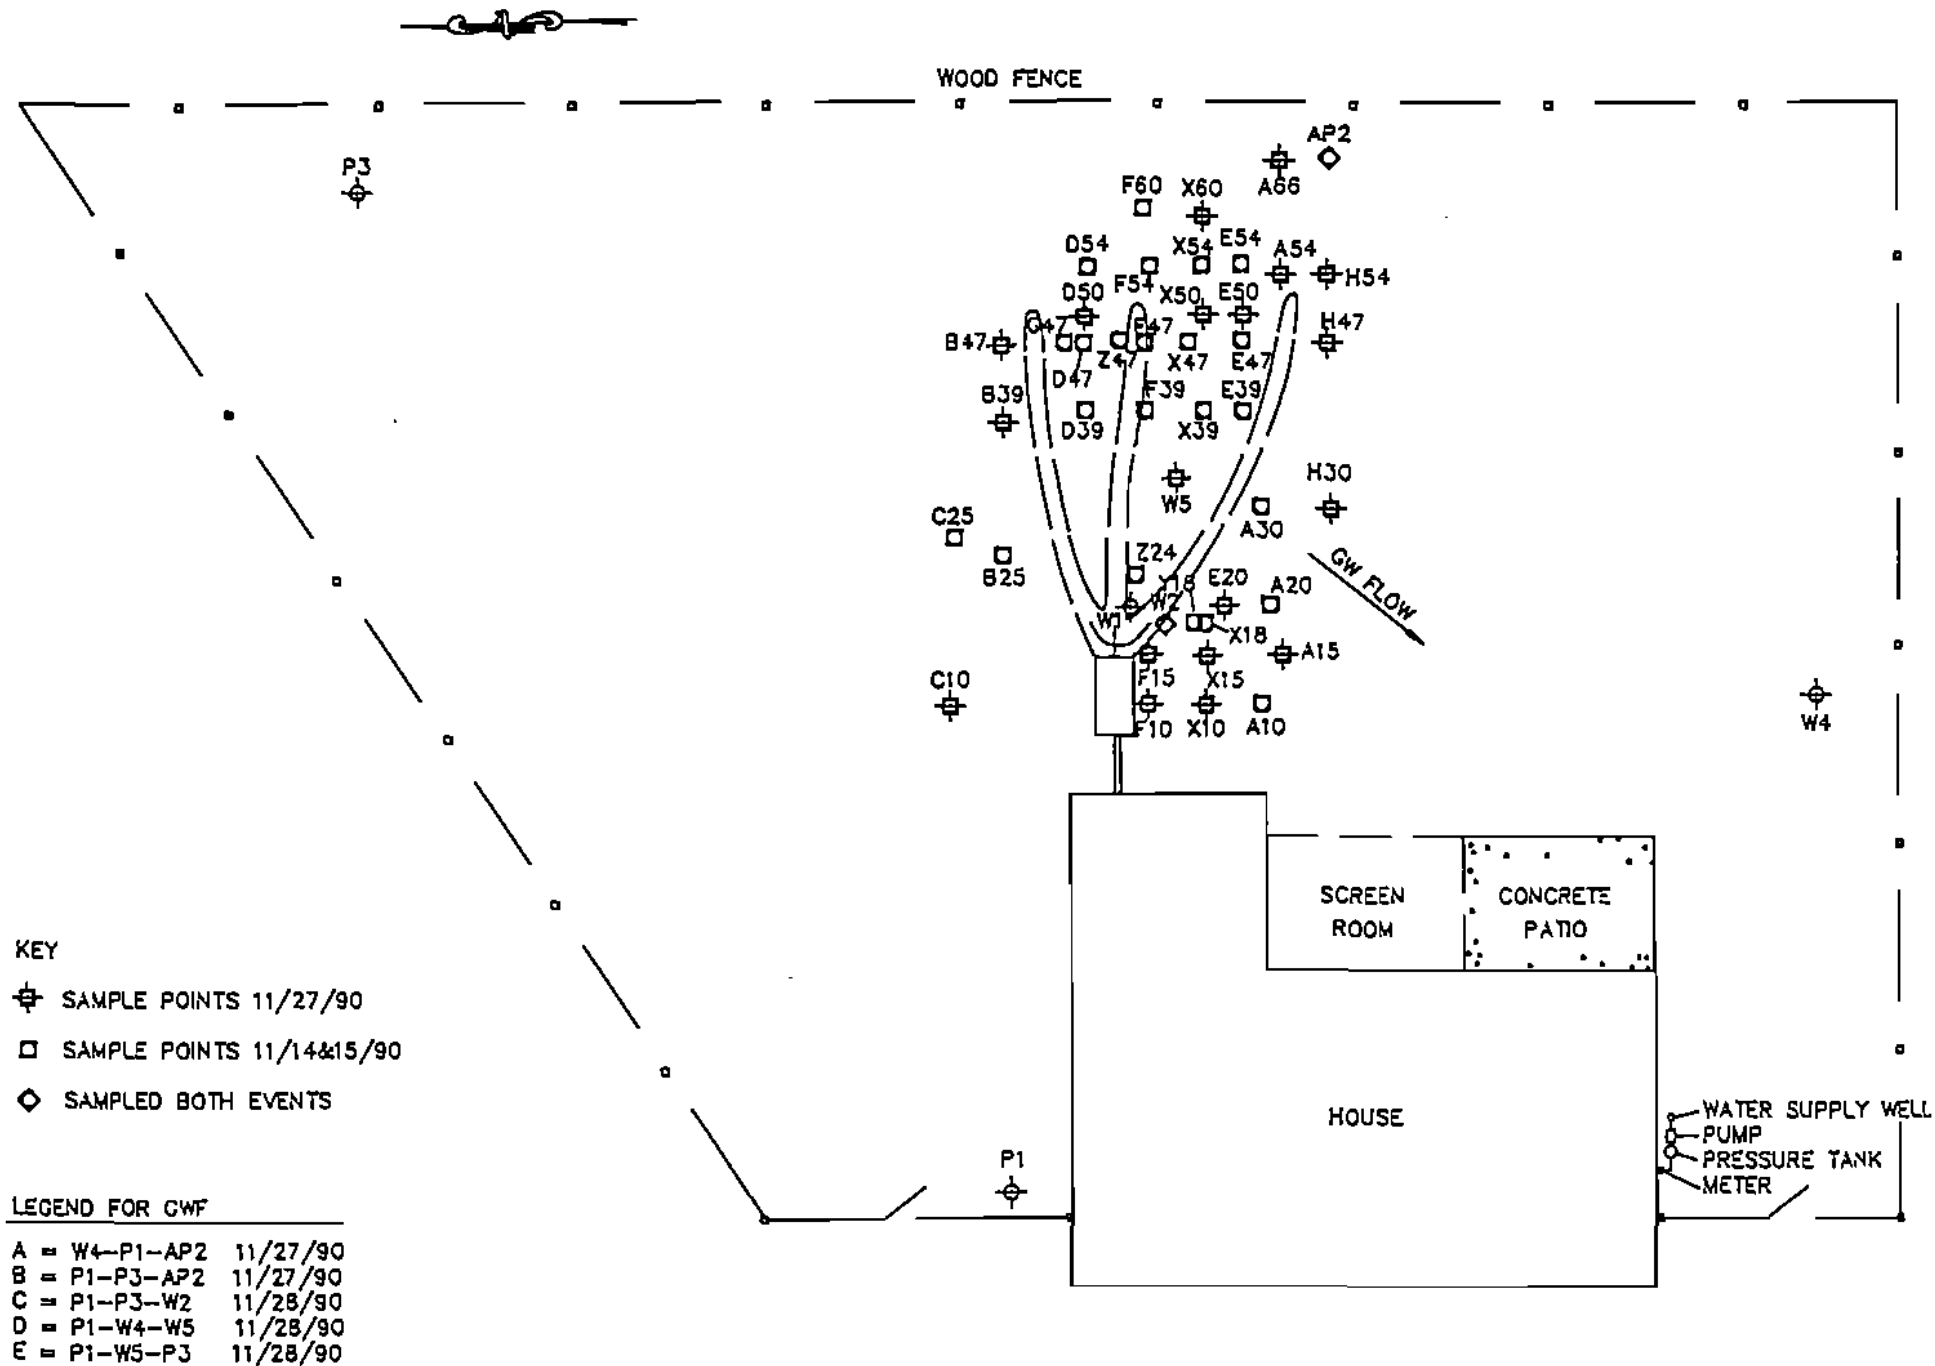 WOOD FENCE
AP2
P3
A66
F60 X60
D54 X54 E54 A54
F54 H54
D50 X50 E50
H47
B47 Z47 X47 E47
D47
B39 F39 E39
D39 X39
H30
W5
C25 A30
B25 Z24
GW FLOW
E20 A20
W1 W2
X18
A15
F15 X15
C10
F10 X10 A10
W4
SCREEN
ROOM
CONCRETE
PATIO
KEY
SAMPLE POINTS 11/27/90
SAMPLE POINTS 11/14&15/90
SAMPLED BOTH EVENTS
HOUSE
WATER SUPPLY WELL
PUMP
PRESSURE TANK
METER
P1
LEGEND FOR GWF
A = W4-P1-AP2 11/27/90
B = P1-P3-AP2 11/27/90
C = P1-P3-W2 11/28/90
D = P1-W4-W5 11/28/90
E = P1-W5-P3 11/28/90